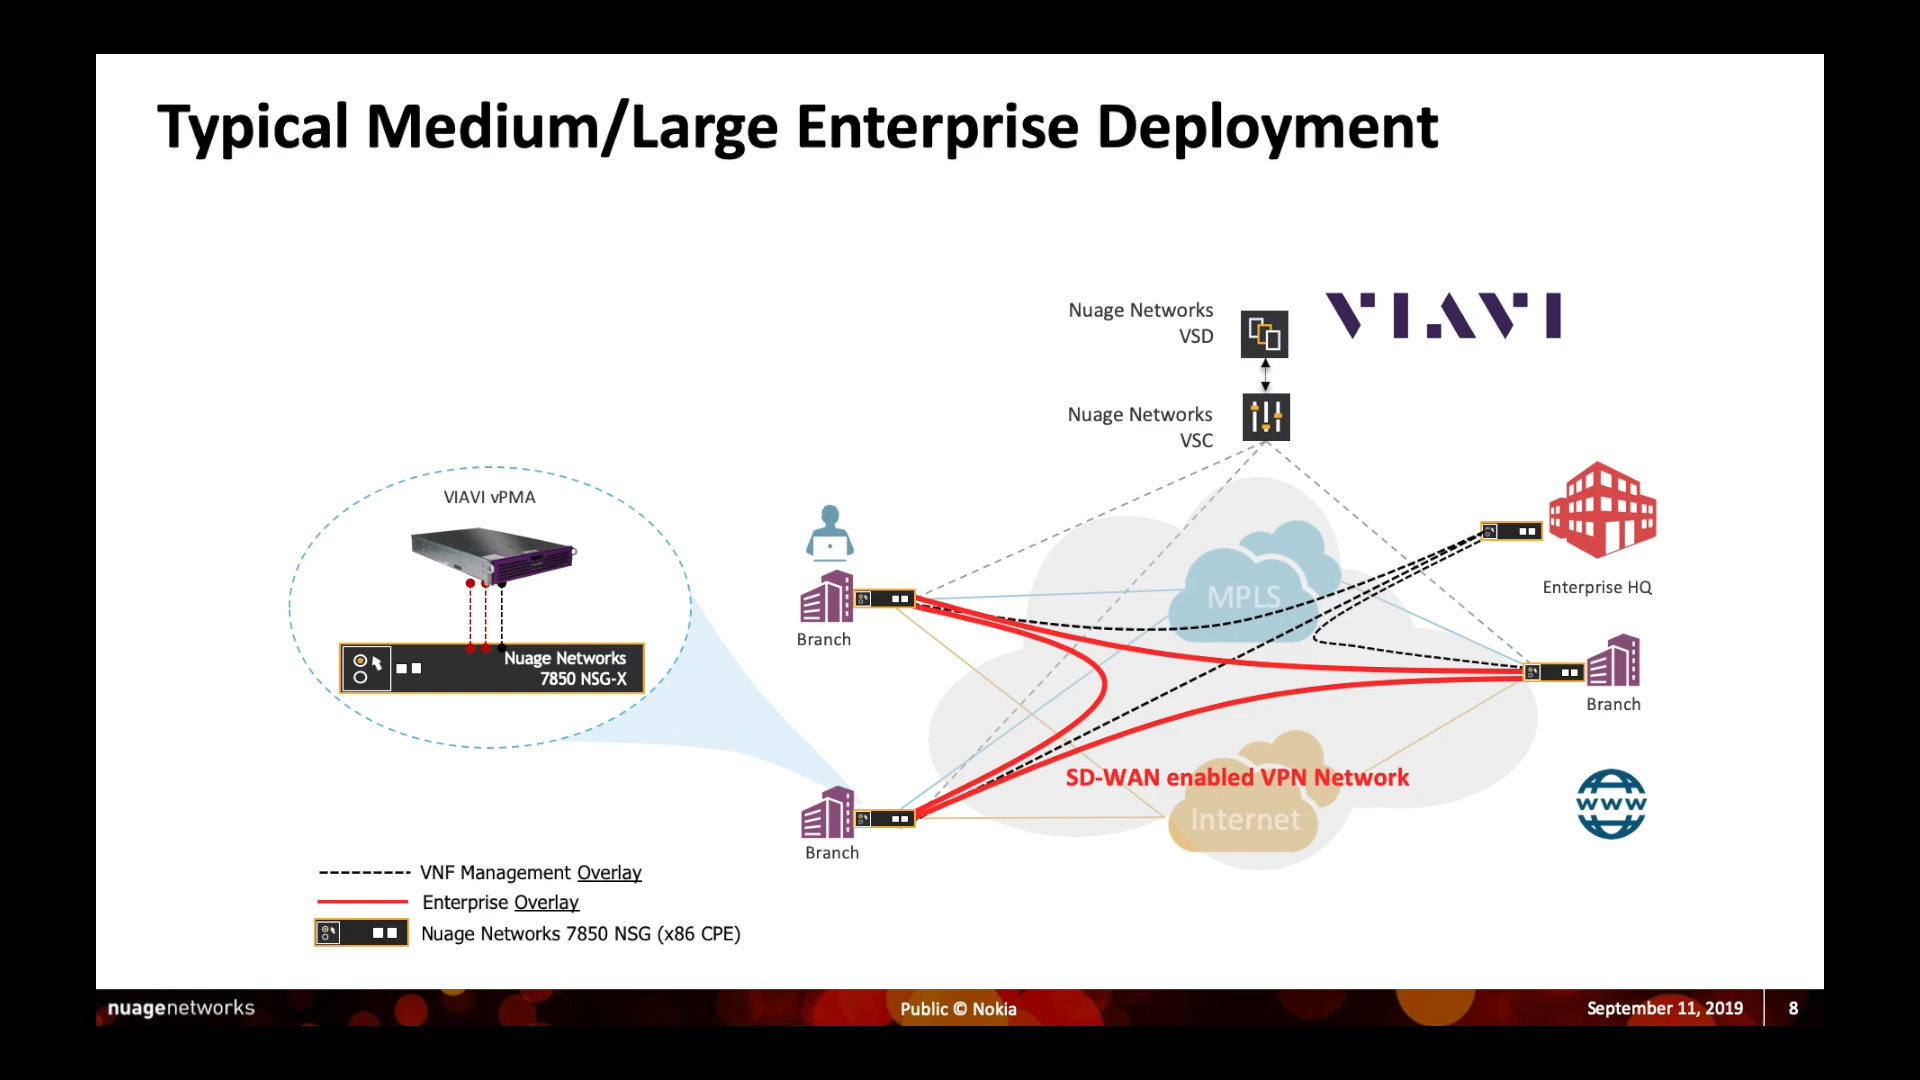 Typical Medium/Large Enterprise Deployment
Nuage Networks
VSD
VIAVI
Nuage Networks
VSC
VIAVI vPMA
Nuage Networks
7850 NSG-X
Branch
MPLS
Enterprise HQ
Branch
SD-WAN enabled VPN Network
Internet
www
Branch
VNF Management Overlay
Enterprise Overlay
Nuage Networks 7850 NSG (x86 CPE)
nuagenetworks
Public © Nokia
September 11, 2019
8